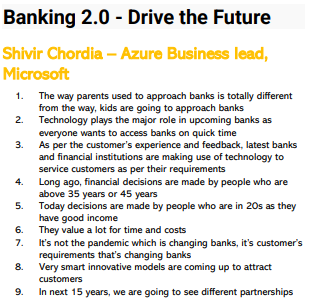 Banking 2.0 - Drive the Future
Shivir Chordia – Azure Business lead,
Microsoft
1. The way parents used to approach banks is totally different
from the way, kids are going to approach banks
2. Technology plays the major role in upcoming banks as
everyone wants to access banks on quick time
3. As per the customer's experience and feedback, latest banks
and financial institutions are making use of technology to
service customers as per their requirements
4. Long ago, financial decisions are made by people who are
above 35 years or 45 years
5. Today decisions are made by people who are in 20s as they
have good income
6. They value a lot for time and costs
7. It's not the pandemic which is changing banks, it's customer's
requirements that's changing banks
8. Very smart innovative models are coming up to attract
customers
9. In next 15 years, we are going to see different partnerships